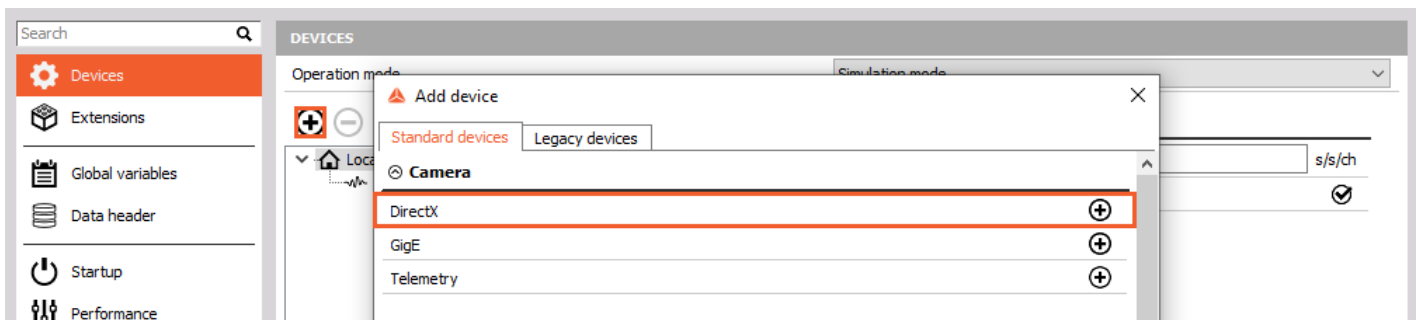 Search
DEVICES
Devices
Operation mode
Simulation mode
Add device
Extensions
Standard devices
Legacy devices
Loca
s/s/ch
Camera
Global variables
DirectX
Data header
GigE
Startup
Telemetry
Performance